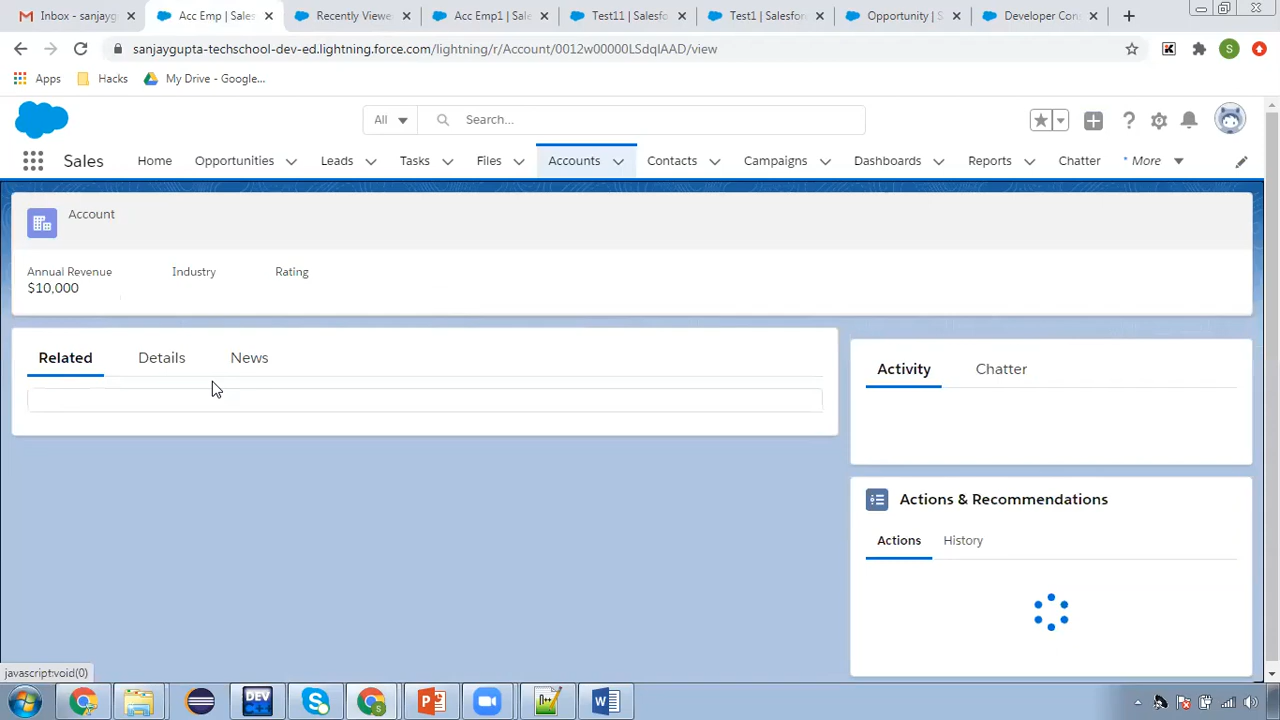 Inbox - sanjayg
Acc Emp | Sales
Recently Viewe
Acc Emp1 | Sale
Test11 | Salesfo
Test1 | Salesfor
Opportunity | S
Developer Con
sanjaygupta-techschool-dev-ed.lightning.force.com/lightning/r/Account/0012w00000LSdqlAAD/view
S
Apps
Hacks
My Drive - Google...
All
Search...
Sales
Home
Opportunities
Leads
Tasks
Files
Accounts
Contacts
Campaigns
Dashboards
Reports
Chatter
* More
Account
Annual Revenue
Industry
Rating
$10,000
Related
Details
News
Activity
Chatter
Actions & Recommendations
Actions
History
javascript:void(0)
DEV